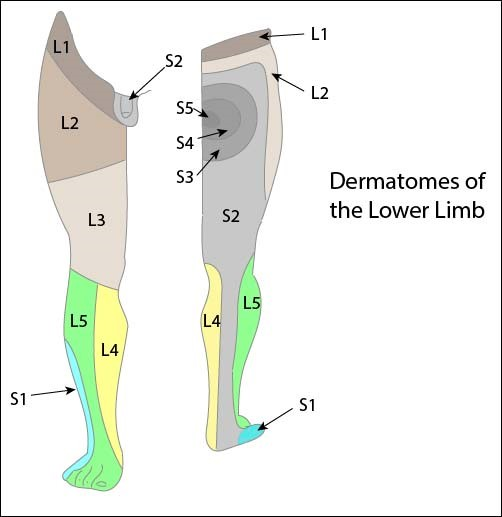 L1
S2
L2
L3
L5
L4
S1
L1
L2
S5
S4
S3
S2
L4
L5
S1
Dermatomes of
the Lower Limb